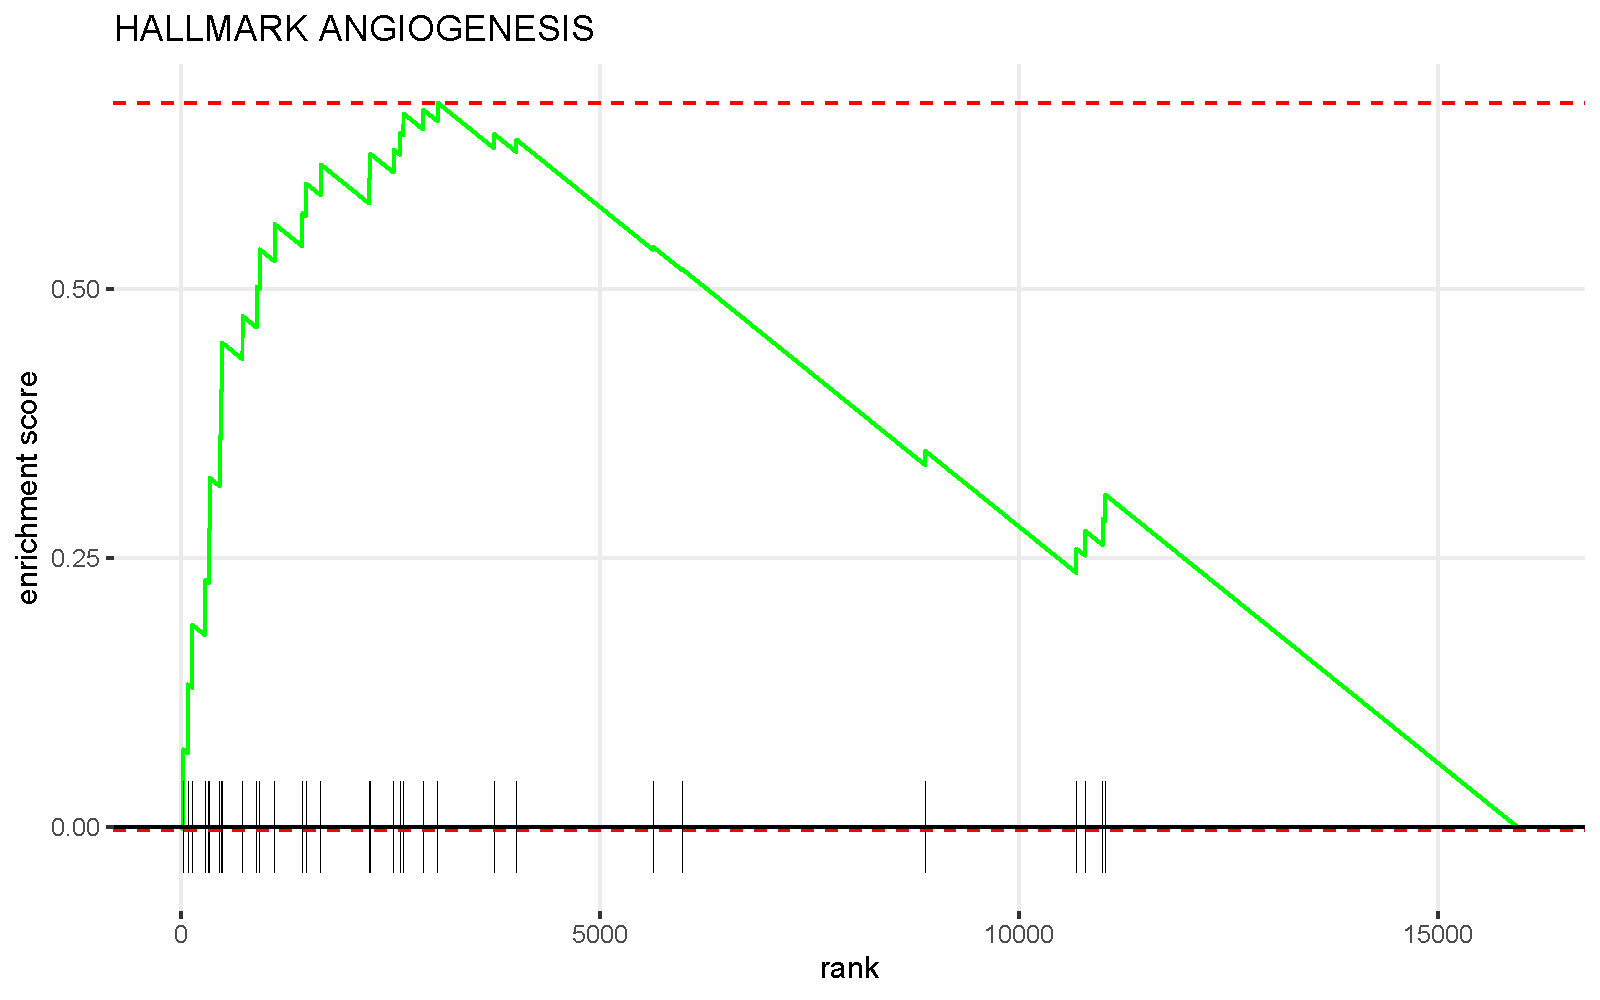 HALLMARK ANGIOGENESIS
enrichment score
0.50
0.25
0.00
0 5000 10000 15000
rank